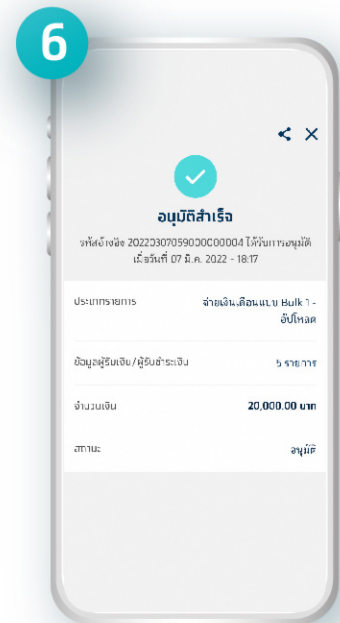 6
อนุมัติสำเร็จ
รหัสอ้างอิง 20220307059000000004 ได้รับการอนุมัติ
เมื่อวันที่ 07 มี.ค. 2022 - 18:17
ประเภทรายการ จ่ายเงินเดือนแบบ Bulk 1 -
อัปโหลด
ข้อมูลผู้รับเงิน/ผู้รับชำระเงิน 5 รายการ
จำนวนเงิน 20,000.00 บาท
สถานะ อนุมัติ